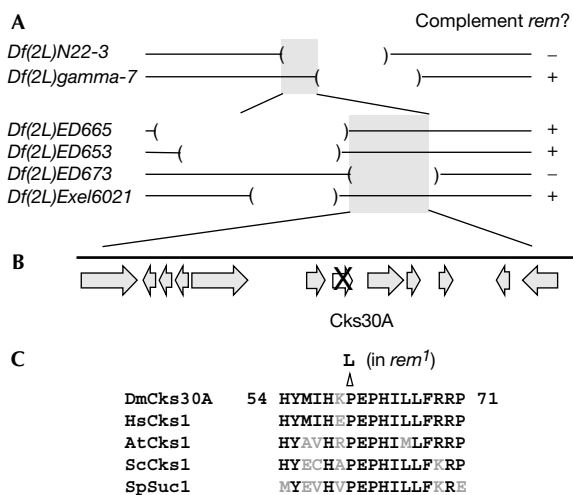 A
Complement rem?
Df(2L)N22-3 ( ) –
Df(2L)gamma-7 ( ) +
Df(2L)ED665 ( ) +
Df(2L)ED653 ( ) +
Df(2L)ED673 ( ) –
Df(2L)Exel6021 ( ) +
B
X
Cks30A
C
L (in rem1)
DmCks30A 54 HYMIHKPEPHILLFRRP 71
HsCks1 HYMIHEPEPHILLFRRP
AtCks1 HYAVHRPEPHIMLFRRP
ScCks1 HYECHAPEPHILLFKRP
SpSuc1 MYEVHVPEPHILLFKRE